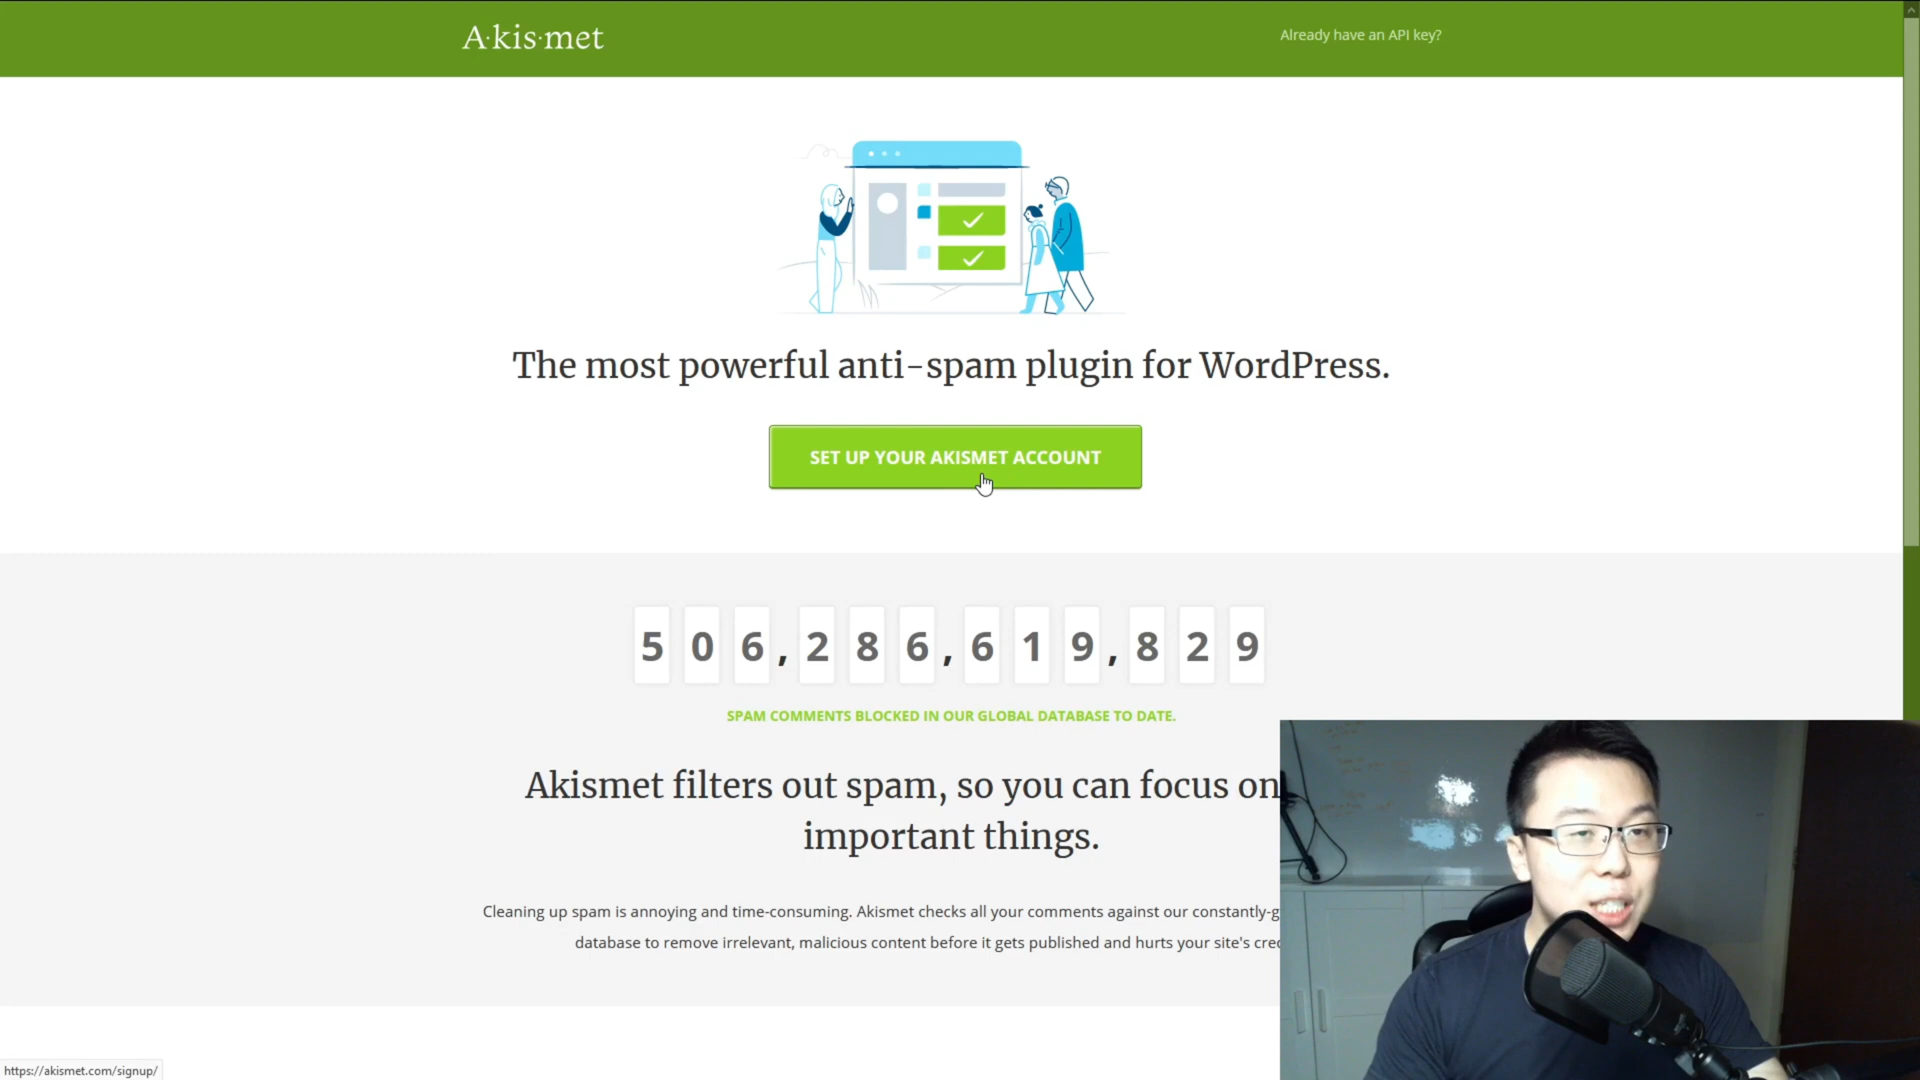 A·kis·met
Already have an API key?
The most powerful anti-spam plugin for WordPress.
SET UP YOUR AKISMET ACCOUNT
506,286,619,829
SPAM COMMENTS BLOCKED IN OUR GLOBAL DATABASE TO DATE.
Akismet filters out spam, so you can focus on
important things.
Cleaning up spam is annoying and time-consuming. Akismet checks all your comments against our constantly-g
database to remove irrelevant, malicious content before it gets published and hurts your site's cre
https://akismet.com/signup/